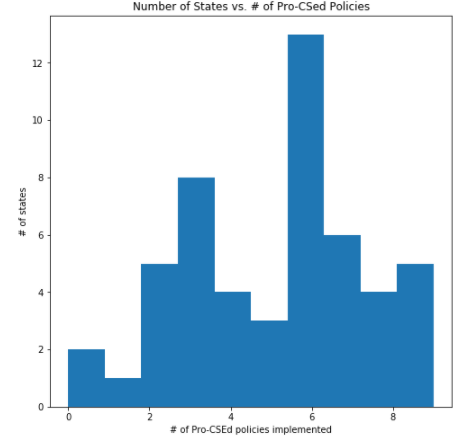 Number of States vs. # of Pro-CSed Policies
12
10
8
6
4
2
0
# of states
0 2 4 6 8
# of Pro-CSEd policies implemented